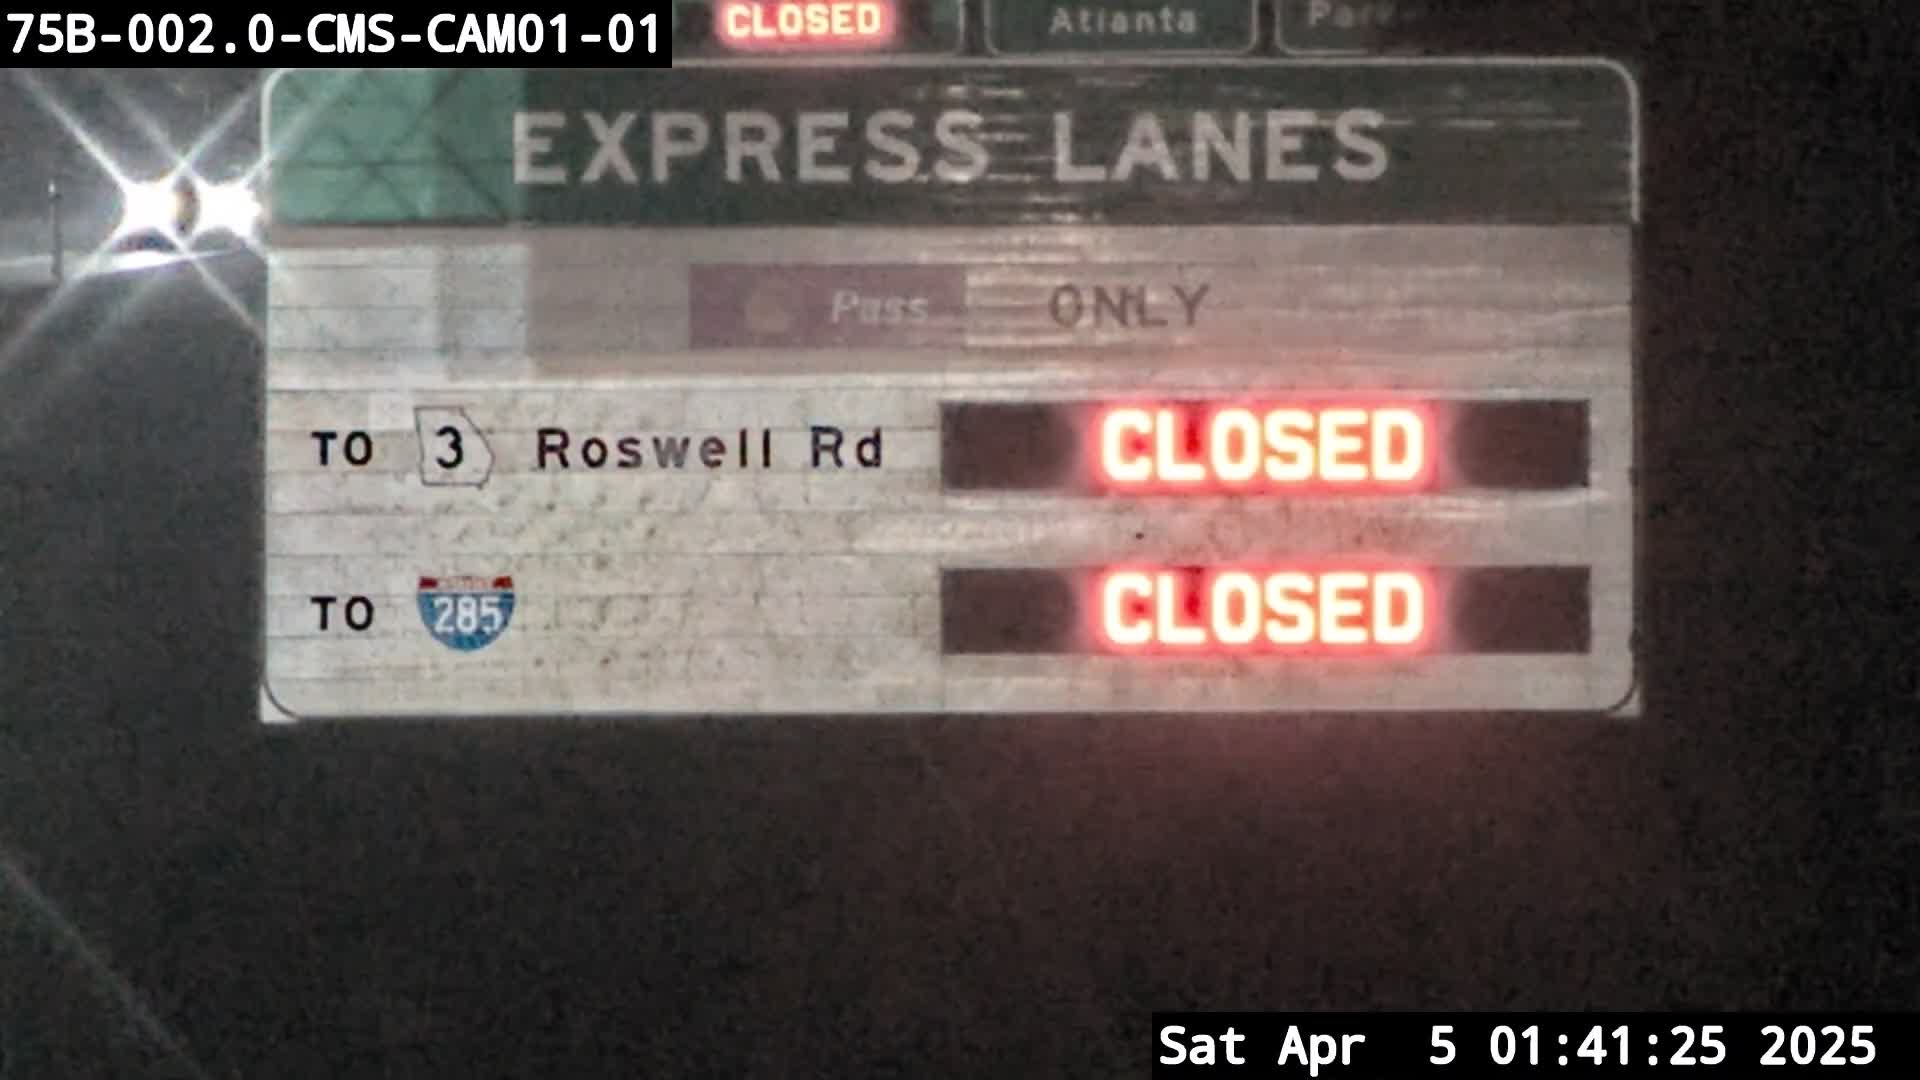 75B-002.0-CMS-CAM01-01
CLOSED
Atlanta
EXPRESS LANES
Pass ONLY
TO 3 Roswell Rd CLOSED
TO 285 CLOSED
Sat Apr 5 01:41:25 2025